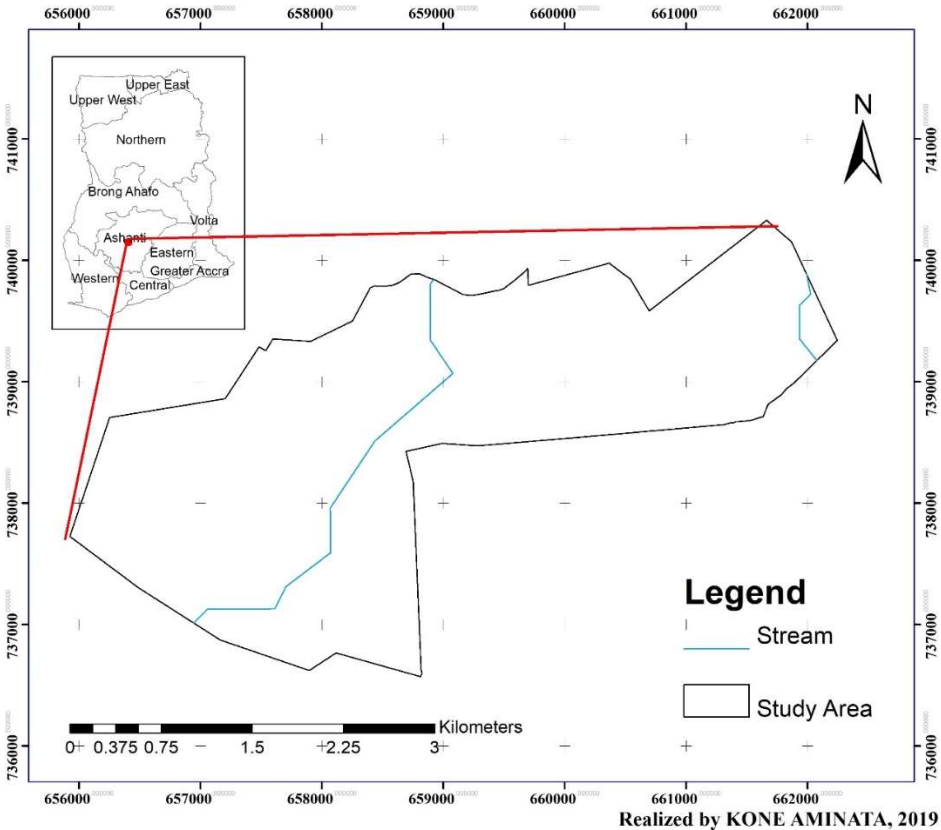 656000 657000 658000 659000 660000 661000 662000
Upper East
Upper West
Northern
Brong Ahafo
Volta
Ashanti
Eastern
Greater Accra
Western
Central
N
741000 741000
740000 740000
739000 739000
738000 738000
737000 737000
736000 736000
Legend
Stream
Study Area
Kilometers
0 0.375 0.75 1.5 2.25 3
656000 657000 658000 659000 660000 661000 662000
Realized by KONE AMINATA, 2019